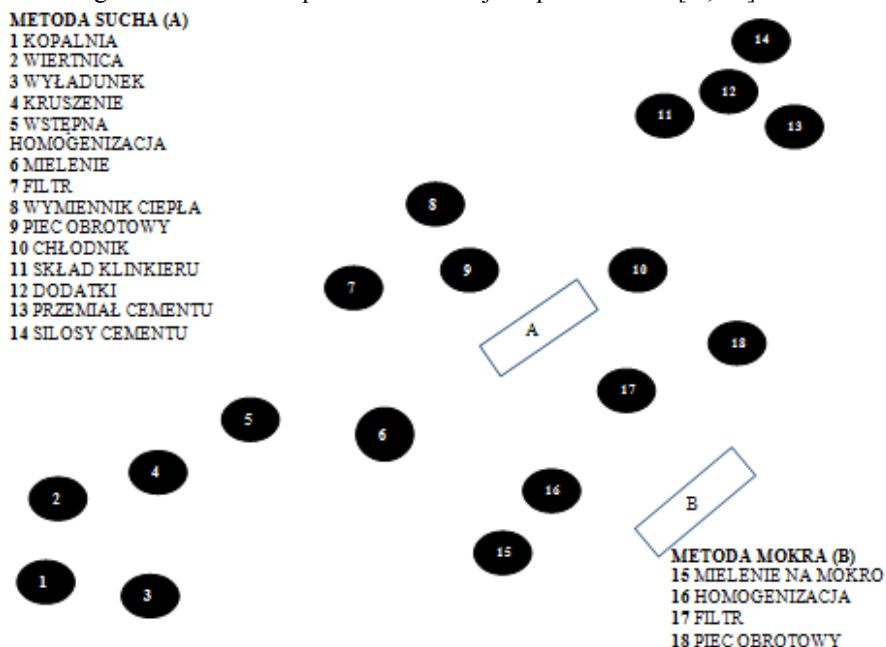 METODA SUCHA (A)
1 KOPALNIA
2 WIERTNICA
3 WYŁADUNEK
4 KRUSZENIE
5 WSTĘPNA
HOMOGENIZACJA
6 MIELENIE
7 FILTR
8 WYMIENNIK CIEPŁA
9 PIEC OBROTOWY
10 CHŁODNIK
11 SKŁAD KLINKIERU
12 DODATKI
13 PRZEMIAŁ CEMENTU
14 SILOSY CEMENTU
14
12
11
13
8
9
10
7
A
18
17
5
6
4
2
16
B
15
1
3
METODA MOKRA (B)
15 MIELENIE NA MOKRO
16 HOMOGENIZACJA
17 FILTR
18 PIEC OBROTOWY